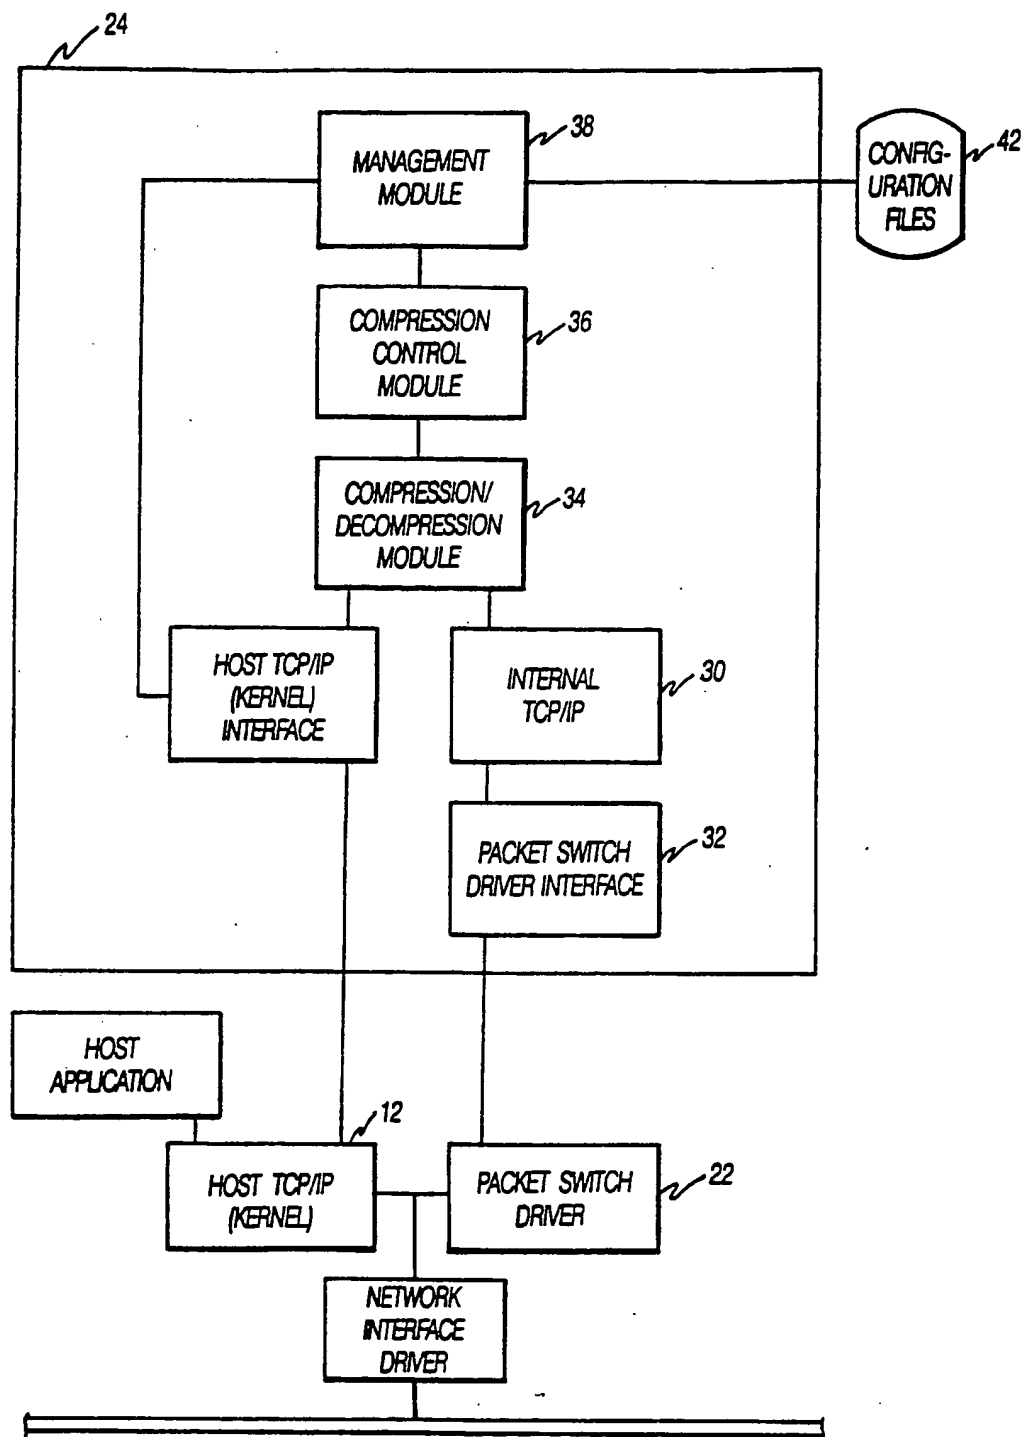 24
38
MANAGEMENT
MODULE
42
CONFIG-
URATION
FILES
36
COMPRESSION
CONTROL
MODULE
34
COMPRESSION/
DECOMPRESSION
MODULE
HOST TCP/IP
(KERNEL)
INTERFACE
30
INTERNAL
TCP/IP
32
PACKET SWITCH
DRIVER INTERFACE
HOST
APPLICATION
12
HOST TCP/IP
(KERNEL)
22
PACKET SWITCH
DRIVER
NETWORK
INTERFACE
DRIVER